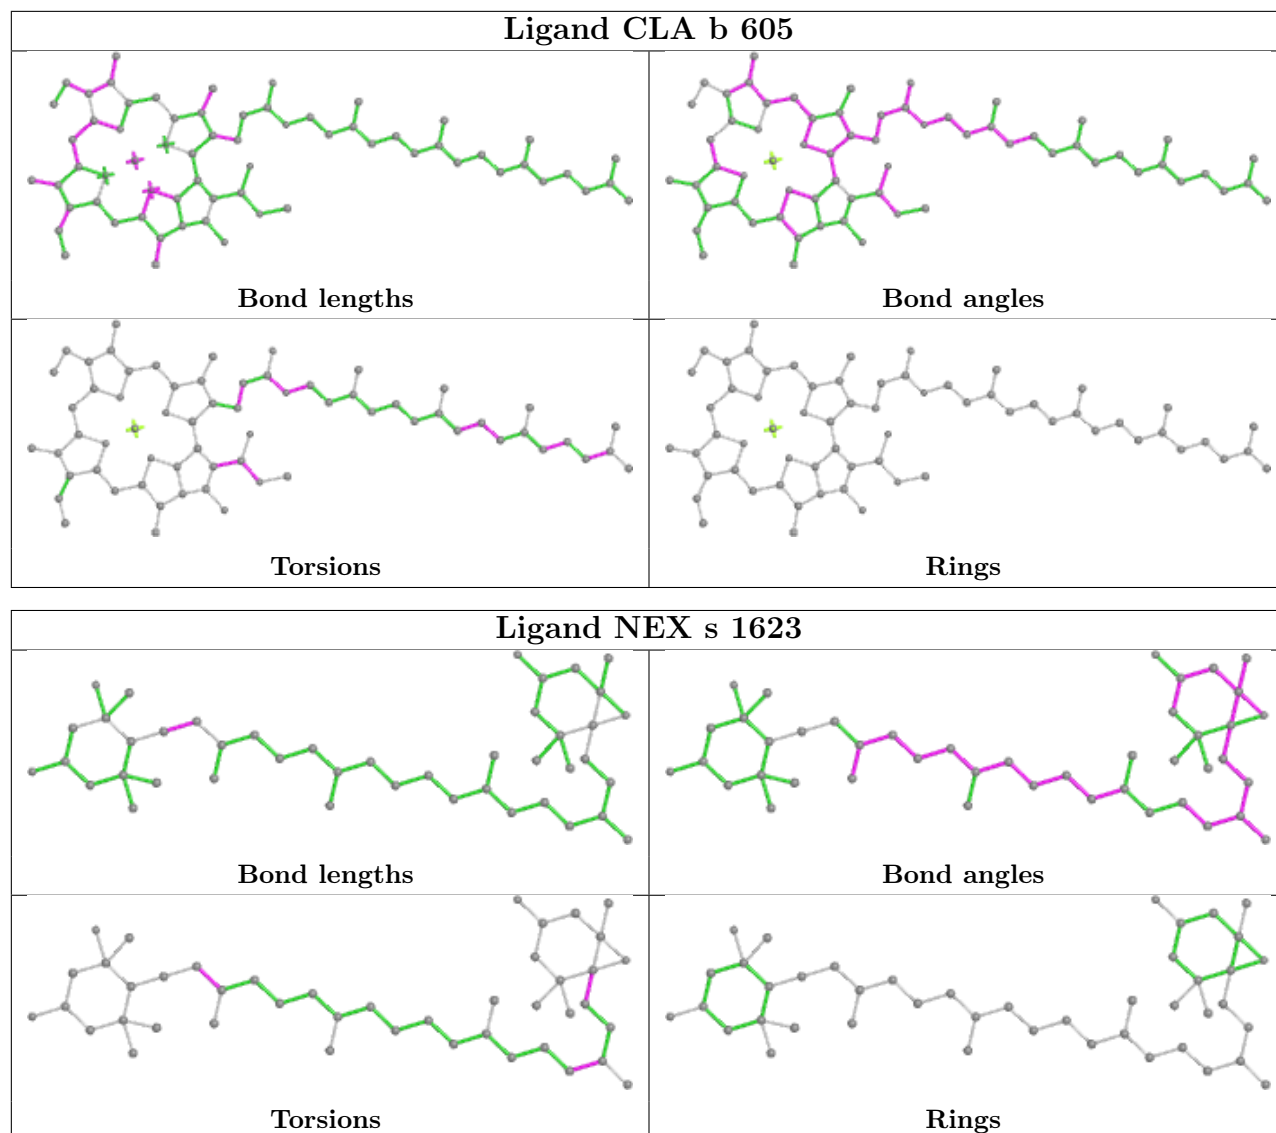 Ligand CLA b 605
Bond lengths
Bond angles
Torsions
Rings
Ligand NEX s 1623
Bond lengths
Bond angles
Torsions
Rings